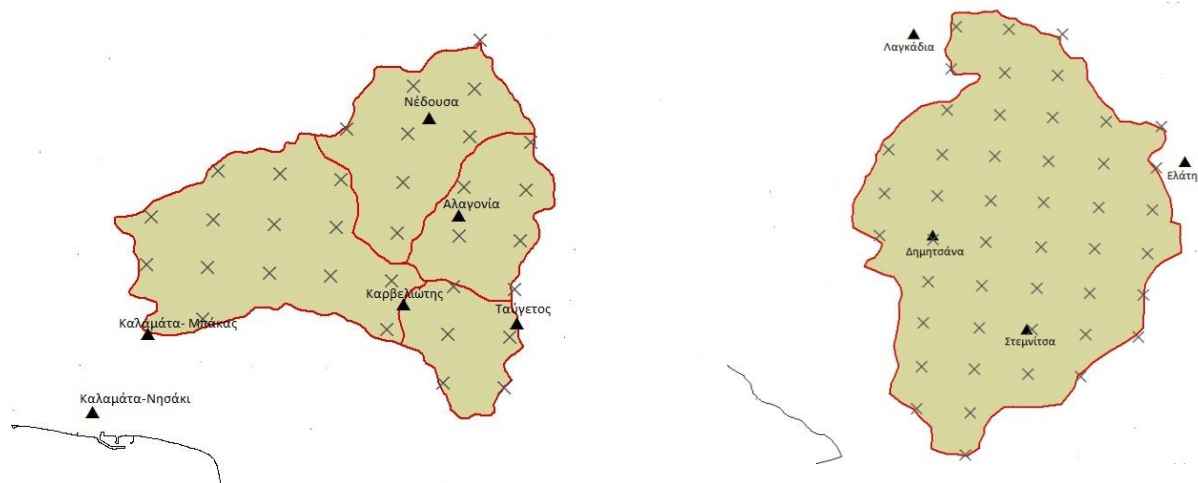 Νέδουσα
Αλαγονία
Καρβελιώτης
Ταΰγετος
Καλαμάτα- Μπάκας
Καλαμάτα-Νησάκι
Λαγκάδια
Ελάτη
Δημητσάνα
Στεμνίτσα